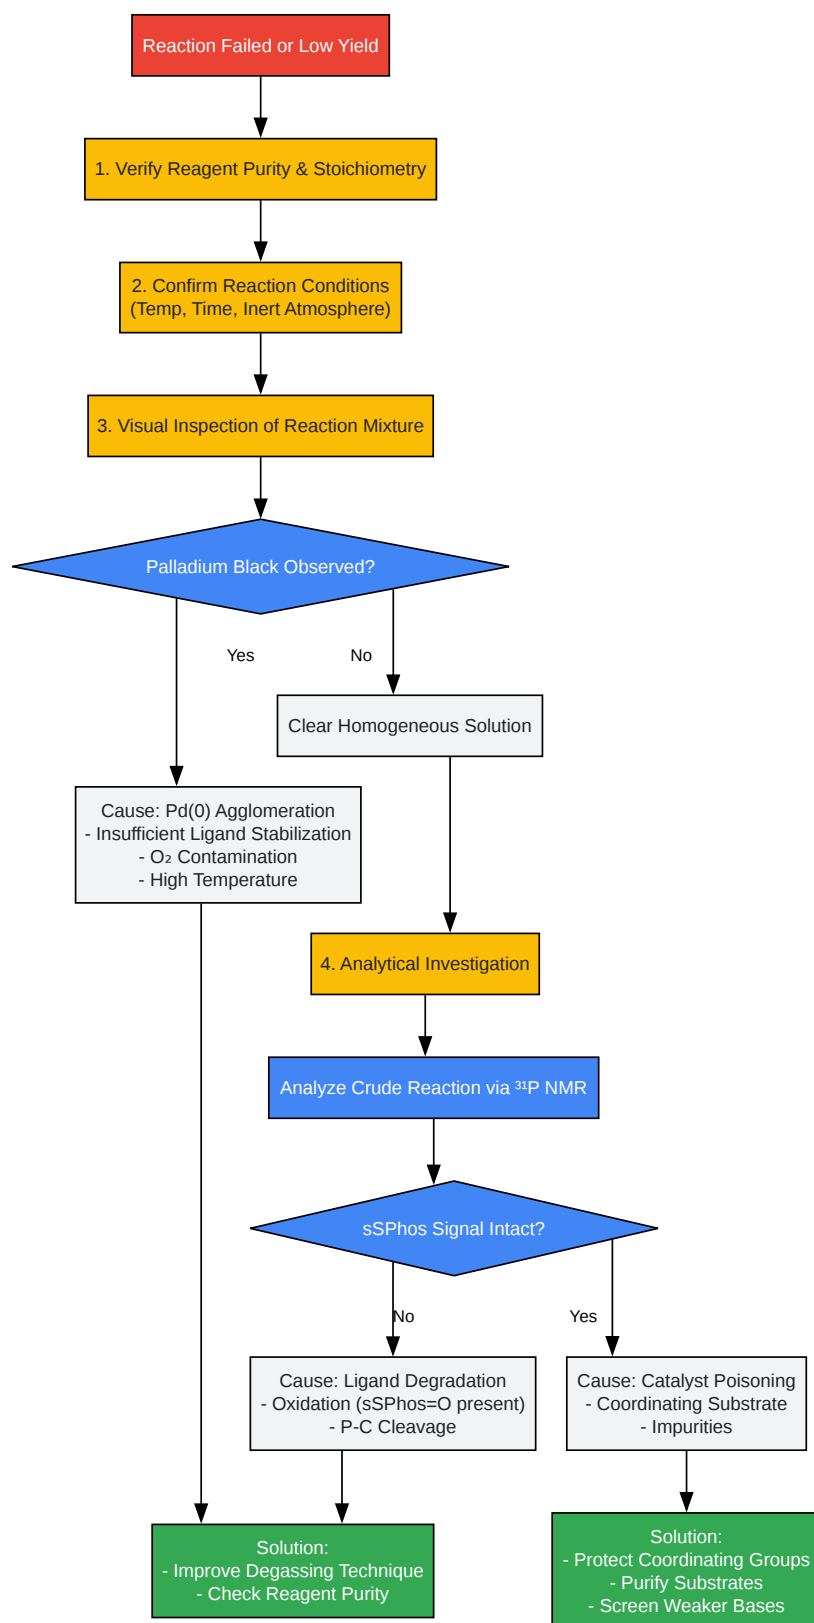 Reaction Failed or Low Yield
1. Verify Reagent Purity & Stoichiometry
2. Confirm Reaction Conditions
(Temp, Time, Inert Atmosphere)
3. Visual Inspection of Reaction Mixture
Palladium Black Observed?
Yes
No
Clear Homogeneous Solution
Cause: Pd(0) Agglomeration
- Insufficient Ligand Stabilization
- O₂ Contamination
- High Temperature
4. Analytical Investigation
Analyze Crude Reaction via ³¹P NMR
sSPhos Signal Intact?
No
Yes
Cause: Ligand Degradation
- Oxidation (sSPhos=O present)
- P-C Cleavage
Cause: Catalyst Poisoning
- Coordinating Substrate
- Impurities
Solution:
- Improve Degassing Technique
- Check Reagent Purity
Solution:
- Protect Coordinating Groups
- Purify Substrates
- Screen Weaker Bases